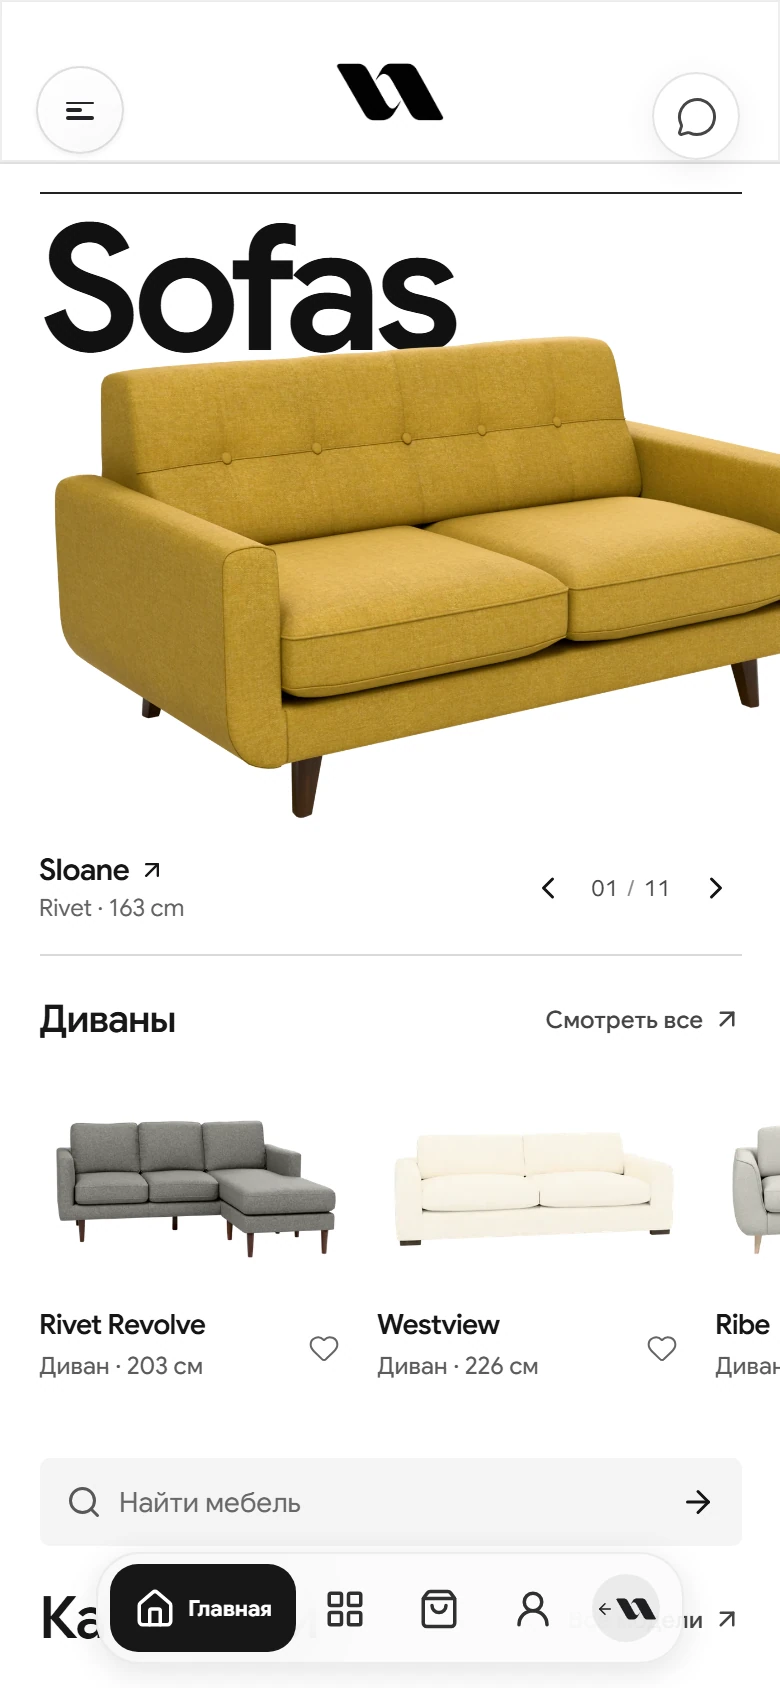 Sofas
Sloane
Rivet · 163 cm
01 / 11
Диваны
Смотреть все
Rivet Revolve
Диван · 203 см
Westview
Диван · 226 см
Ribe
Диван
Найти мебель
Главная